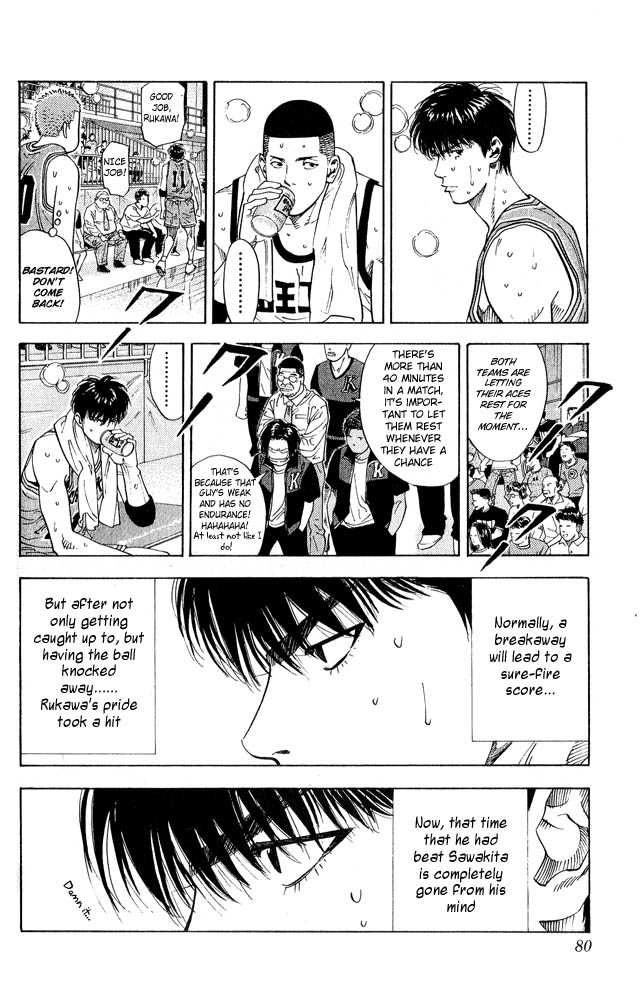 .........
.........
GOOD
JOB,
RUKAWA!
NICE
JOB!
11
0
BASTARD!
DON'T
COME
BACK!
BOTH
TEAMS ARE
LETTING
THEIR ACES
REST FOR
THE
MOMENT...
THERE'S
MORE THAN
40 MINUTES
IN A MATCH,
IT'S IMPOR-
TANT TO LET
THEM REST
WHENEVER
THEY HAVE
A CHANCE
K
K
K
THAT'S
BECAUSE THAT
GUY'S WEAK
AND HAS NO
ENDURANCE!
HAHAHAHA!
At least not like I
do!
......
Normally, a
breakaway
will lead to a
sure-fire
score...
But after not
only getting
caught up to, but
having the ball
knocked
away......
Rukawa's pride
took a hit
Now, that time
that he had
beat Sawakita
is completely
gone from his
mind
Damn it...
80